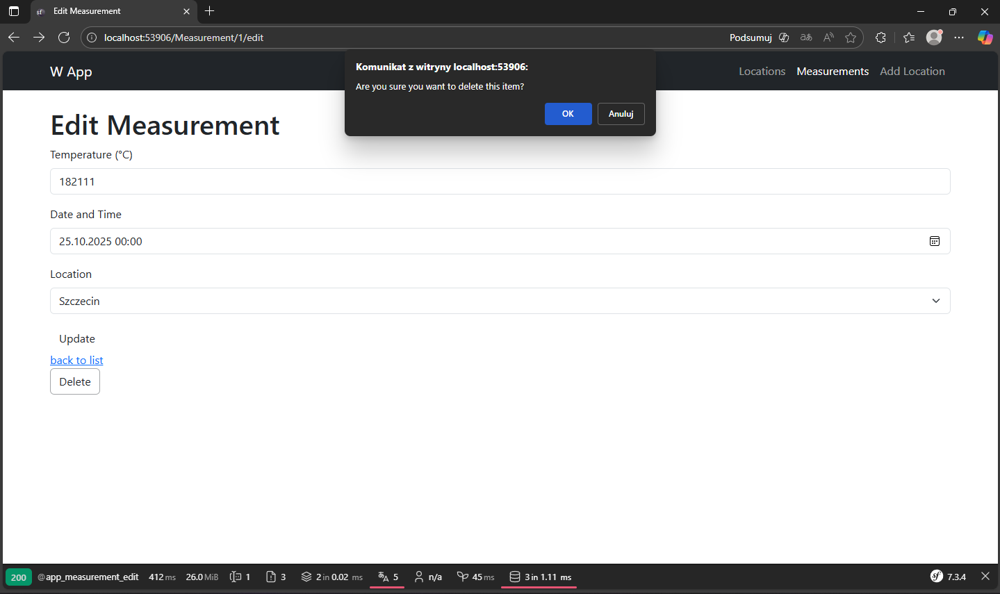 Edit Measurement
localhost:53906/Measurement/1/edit
Podsumuj
W App
Locations Measurements Add Location
Komunikat z witryny localhost:53906:
Are you sure you want to delete this item?
OK Anuluj
Edit Measurement
Temperature (°C)
182111
Date and Time
25.10.2025 00:00
Location
Szczecin
Update
back to list
Delete
200 @app_measurement_edit 412 ms 26.0 MiB 1 3 2 in 0.02 ms 5 n/a 45 ms 3 in 1.11 ms sf 7.3.4